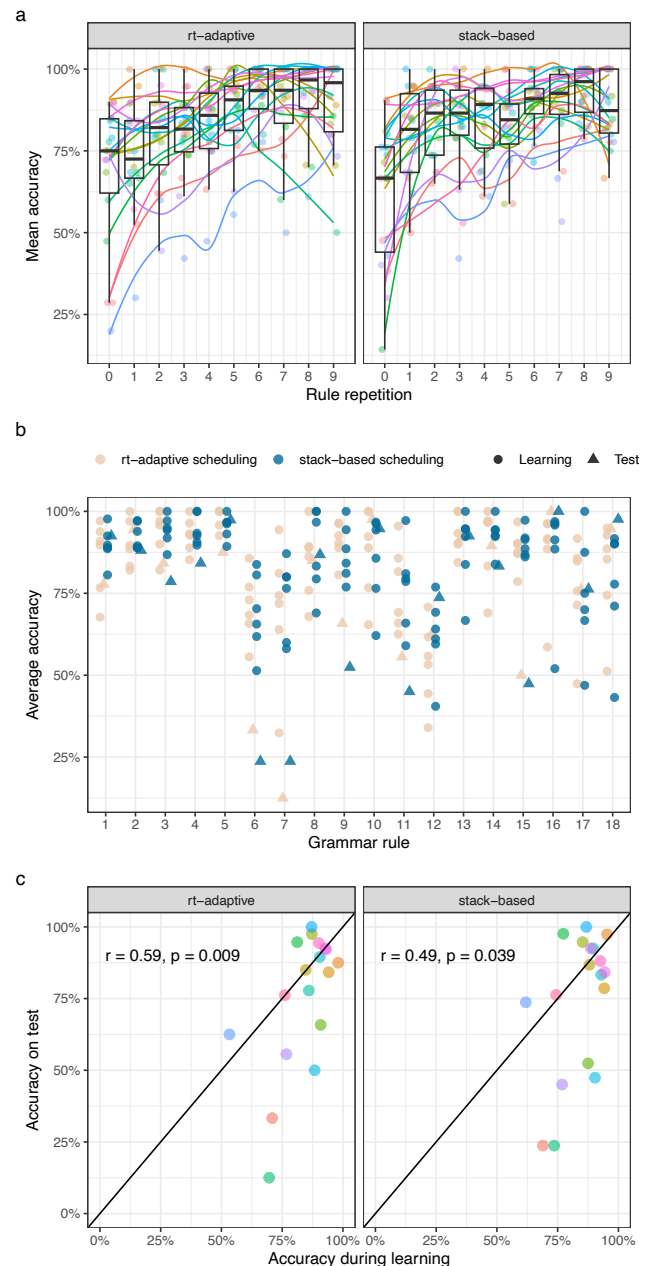 a
rt−adaptive stack−based
100%
75%
50%
25%
Mean accuracy
0 1 2 3 4 5 6 7 8 9 0 1 2 3 4 5 6 7 8 9
Rule repetition
b
rt−adaptive scheduling stack−based scheduling Learning Test
100%
75%
50%
25%
Average accuracy
1 2 3 4 5 6 7 8 9 10 11 12 13 14 15 16 17 18
Grammar rule
c
rt−adaptive stack−based
r = 0.59, p = 0.009 r = 0.49, p = 0.039
100%
75%
50%
25%
0%
Accuracy on test
0% 25% 50% 75% 100% 0% 25% 50% 75% 100%
Accuracy during learning